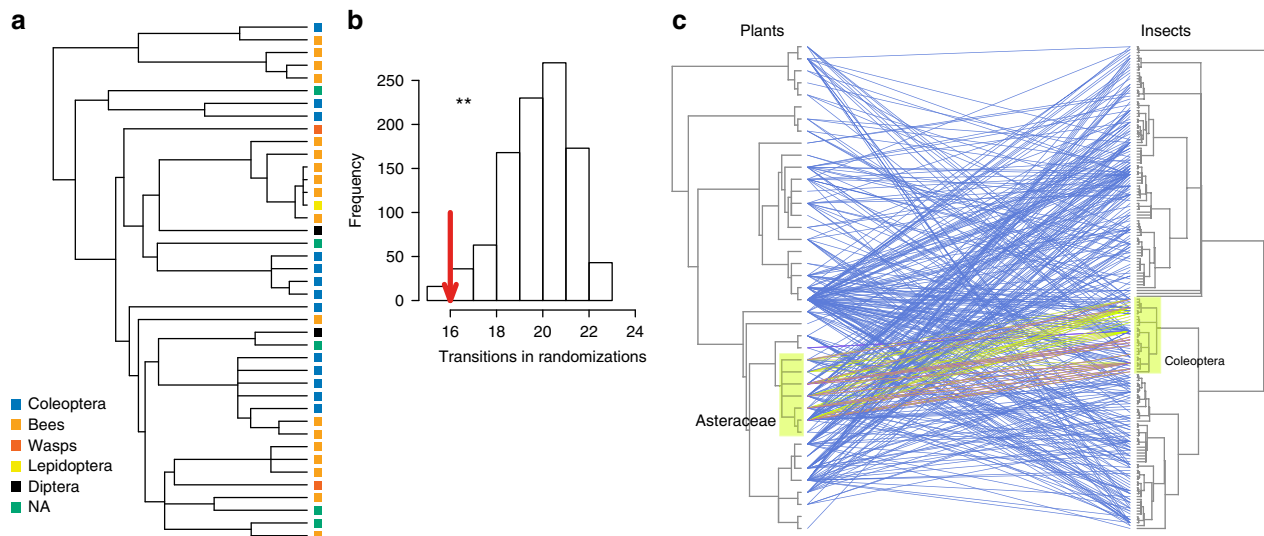 a
Coleoptera
Bees
Wasps
Lepidoptera
Diptera
NA
b
**
Frequency
250
200
150
100
50
0
16 18 20 22 24
Transitions in randomizations
c
Plants
Insects
Coleoptera
Asteraceae